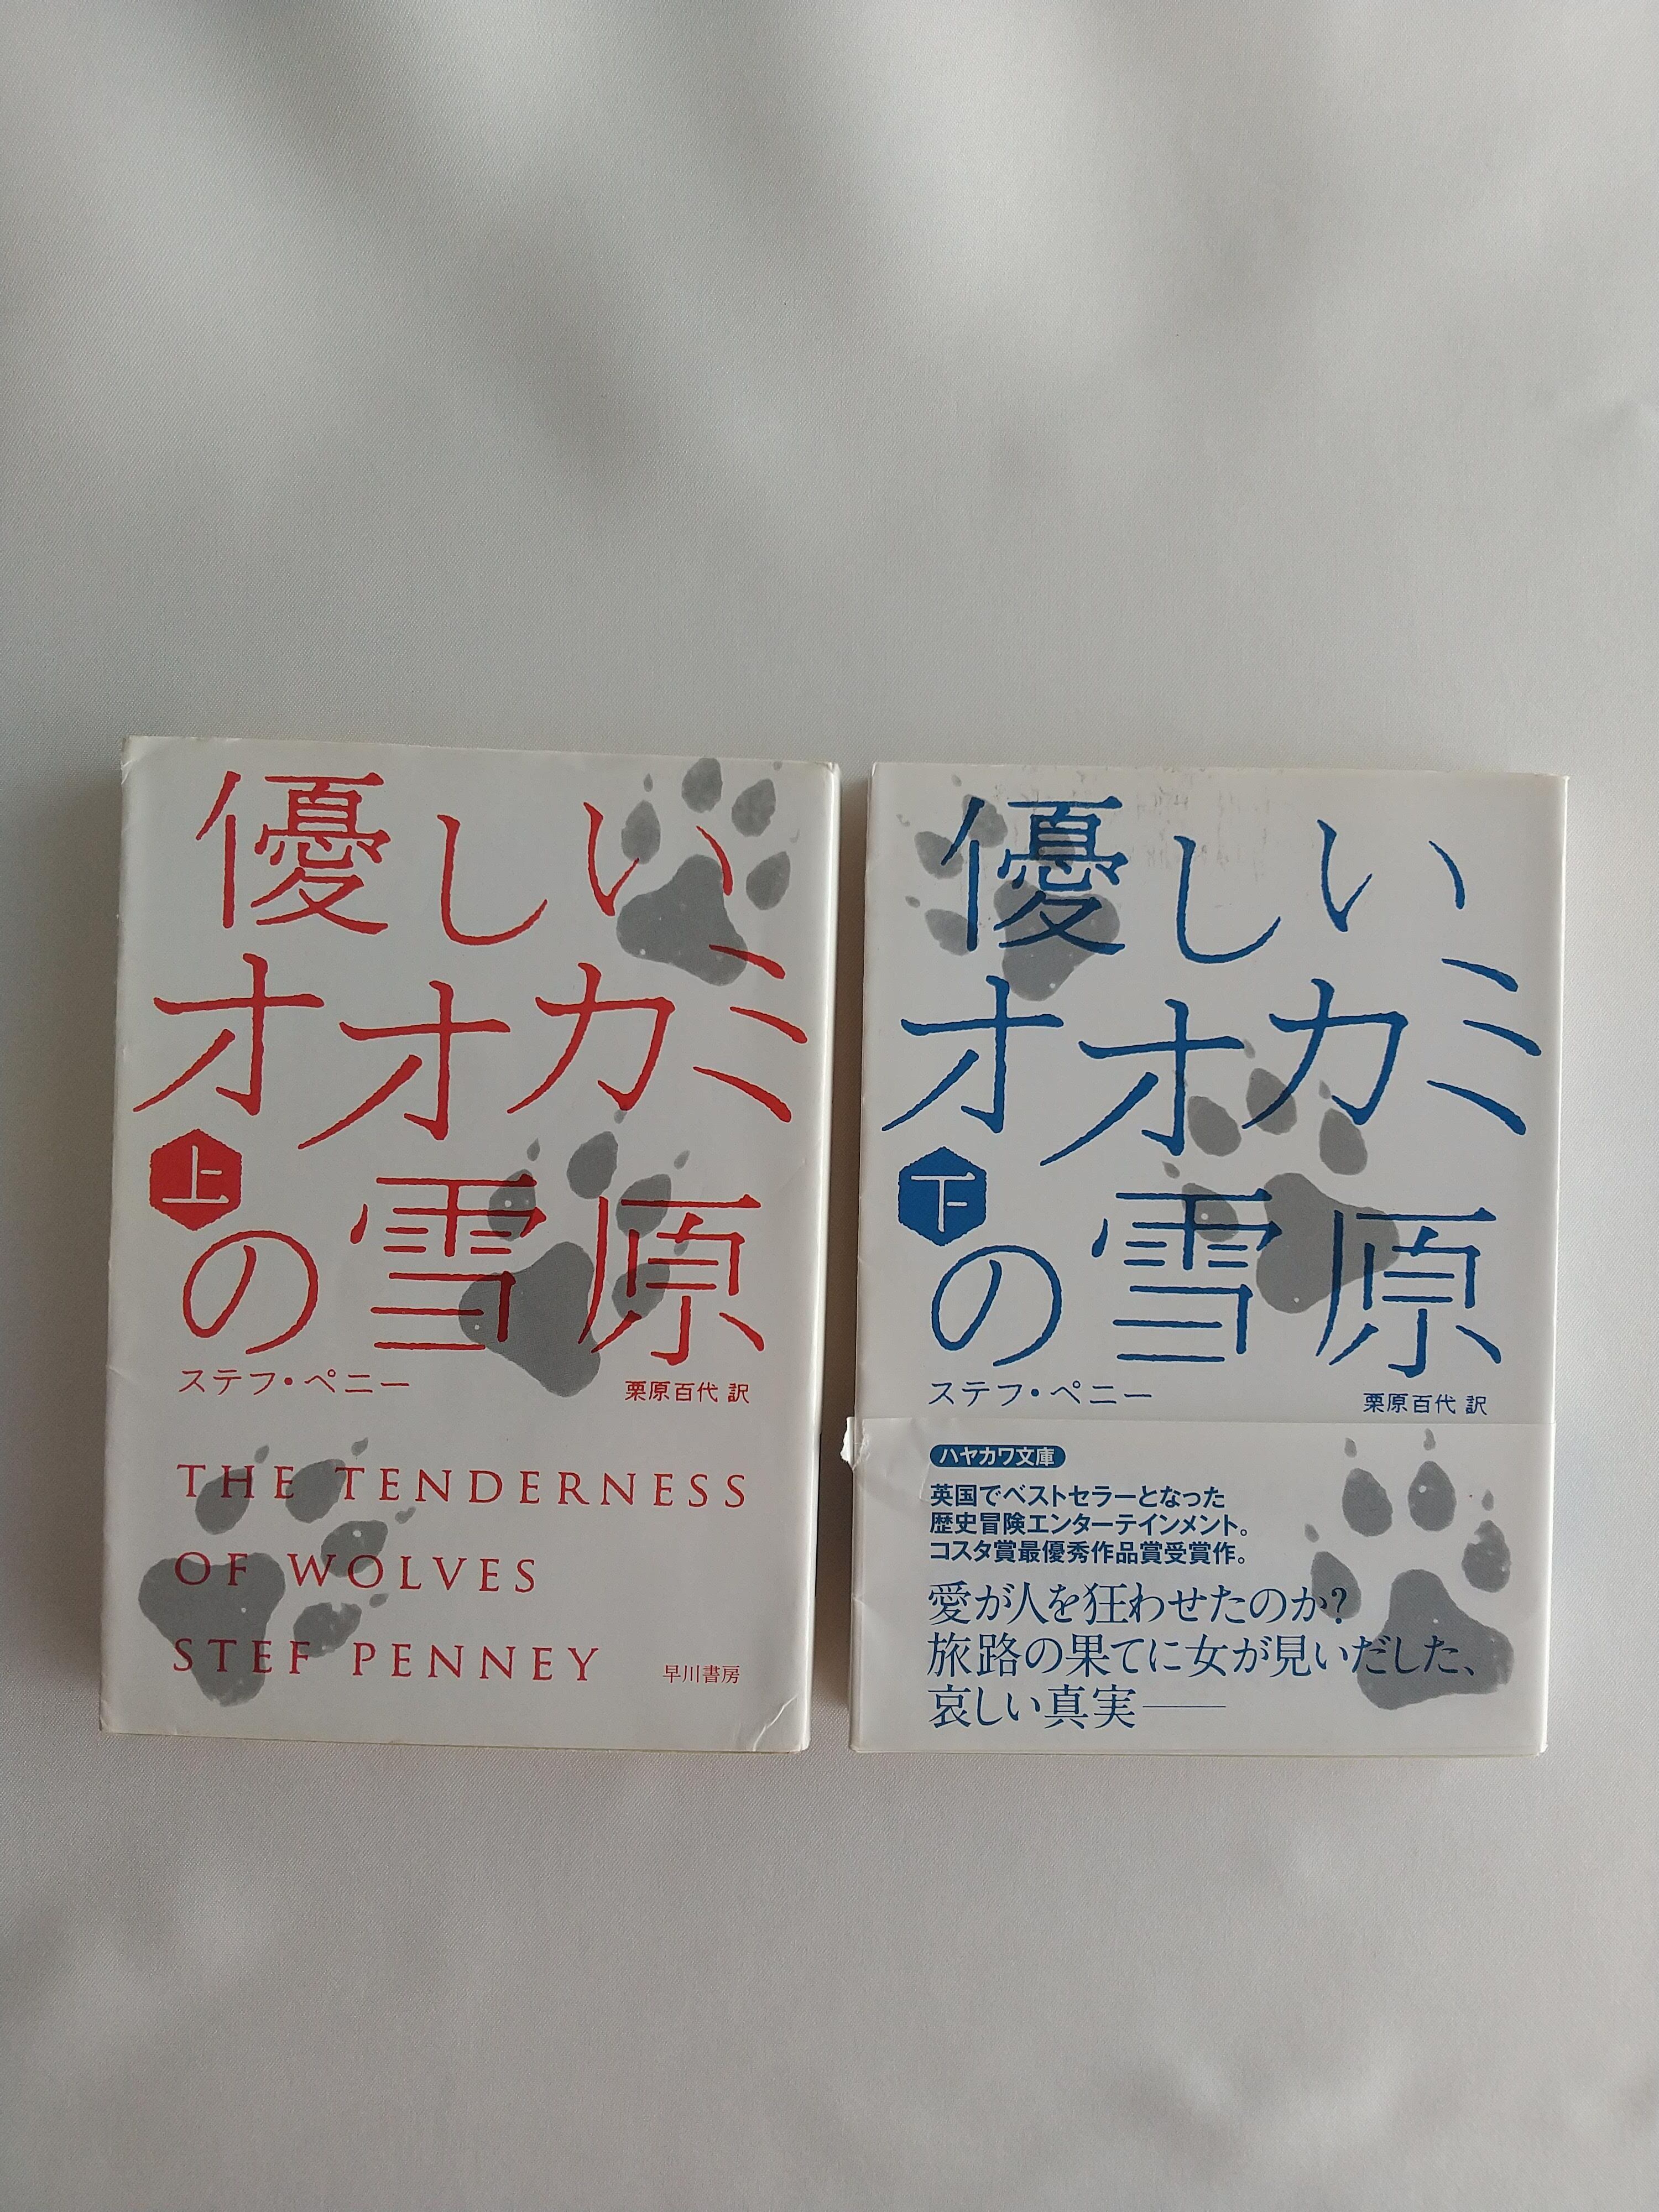 優しい
オオカミ
上
の雪原
ステフ・ペニー
栗原百代 訳
THE TENDERNESS
OF WOLVES
STEF PENNEY
早川書房
優しい
オオカミ
下
の雪原
ステフ・ペニー
栗原百代 訳
ハヤカワ文庫
英国でベストセラーとなった
歴史冒険エンターテインメント。
コスタ賞最優秀作品賞受賞作。
愛が人を狂わせたのか?
旅路の果てに女が見いだした、
哀しい真実――